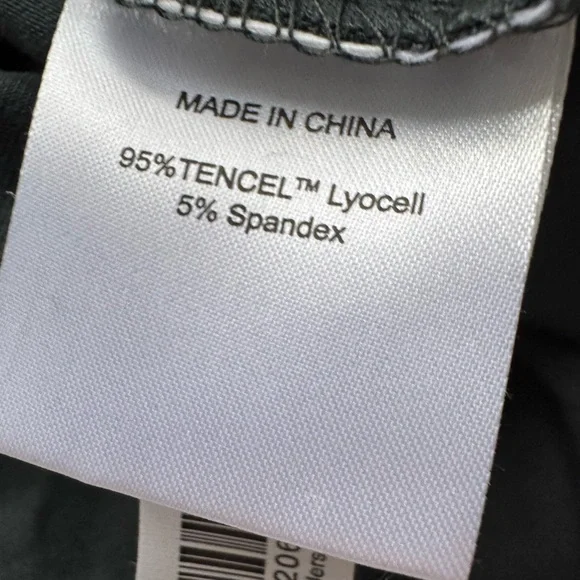 MADE IN CHINA
95%TENCEL™ Lyocell
5% Spandex